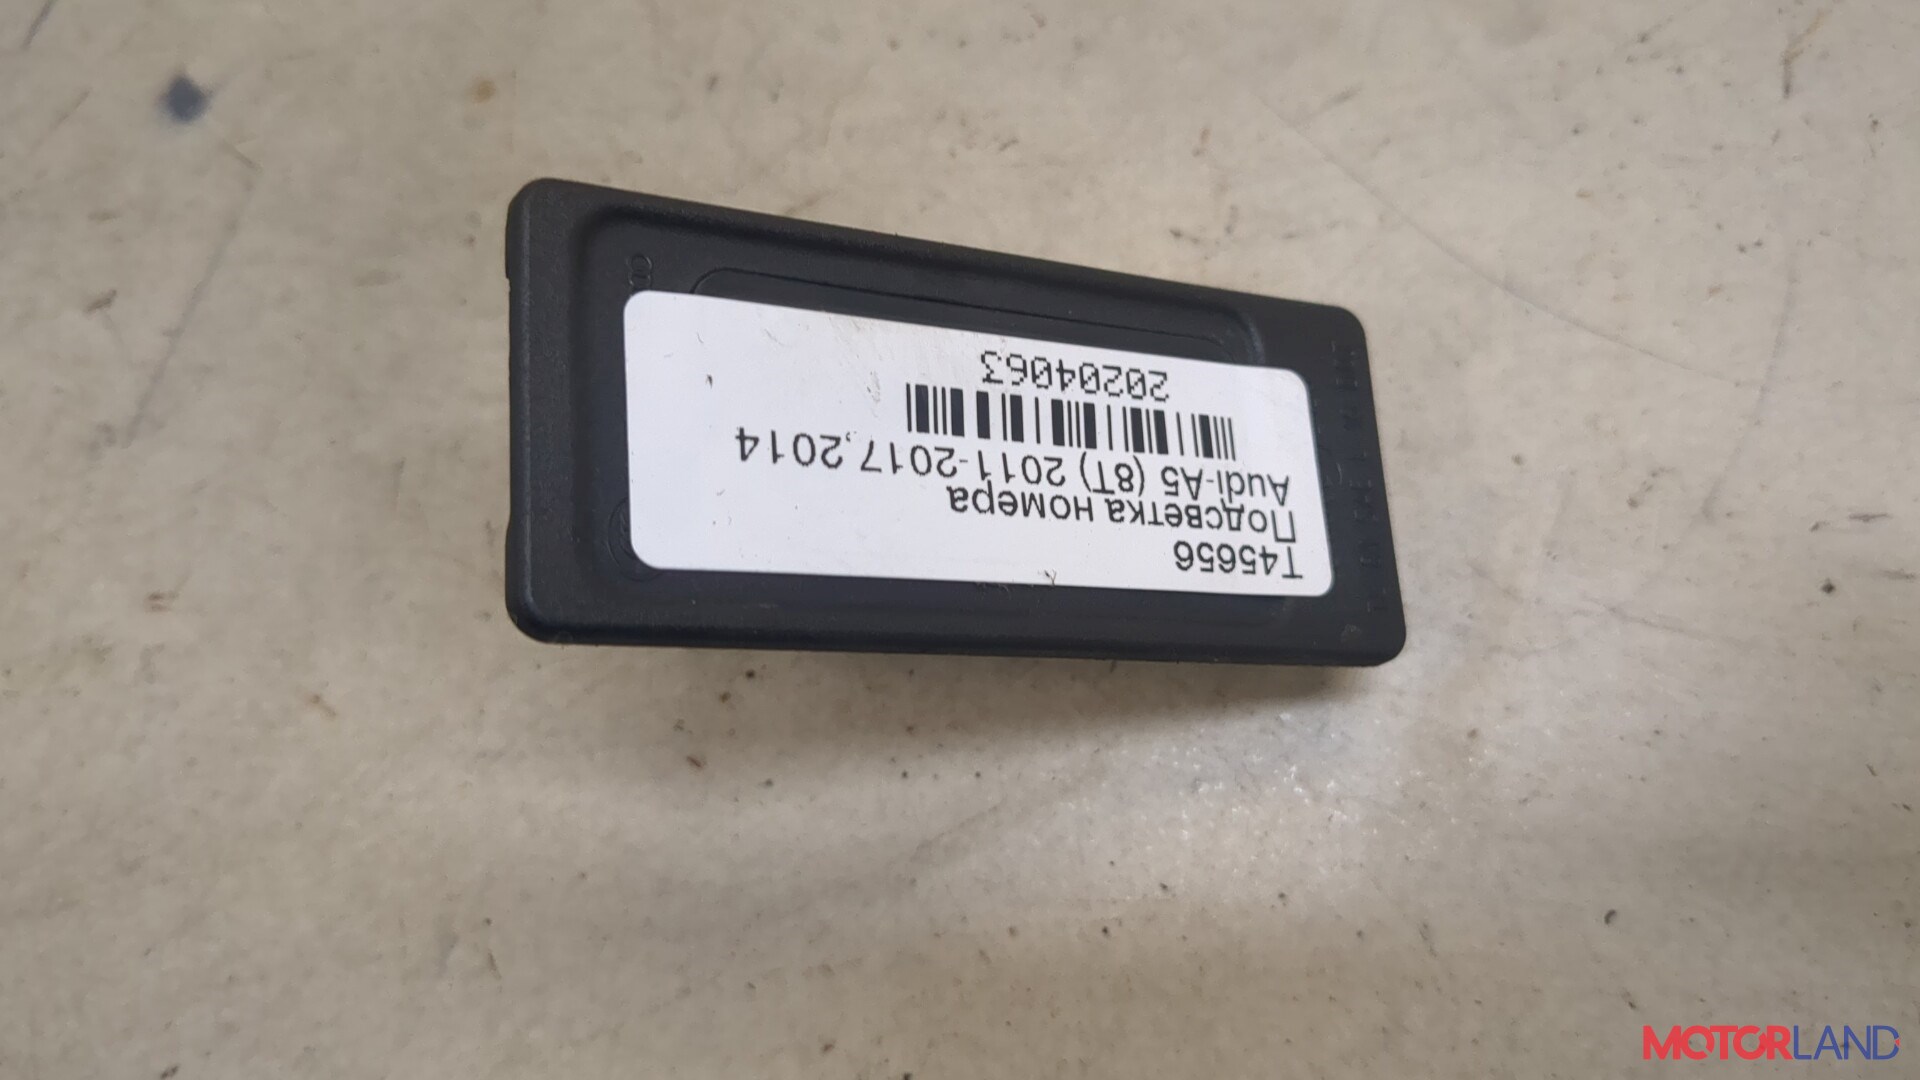 T45656
Подсветка номера
Audi-A5 (8T) 2011-2017,2014
20204063
MOTORLAND